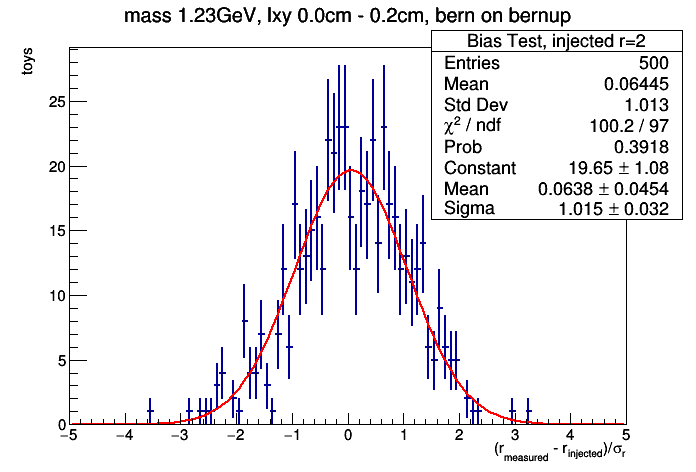 mass 1.23GeV, lxy 0.0cm - 0.2cm, bern on bernup
Bias Test, injected r=2
Entries 500
Mean 0.06445
Std Dev 1.013
χ² / ndf 100.2 / 97
Prob 0.3918
Constant 19.65 ± 1.08
Mean 0.0638 ± 0.0454
Sigma 1.015 ± 0.032
toys
25
20
15
10
5
0
−5 −4 −3 −2 −1 0 1 2 3 4 5
(r_measured - r_injected)/σ_r